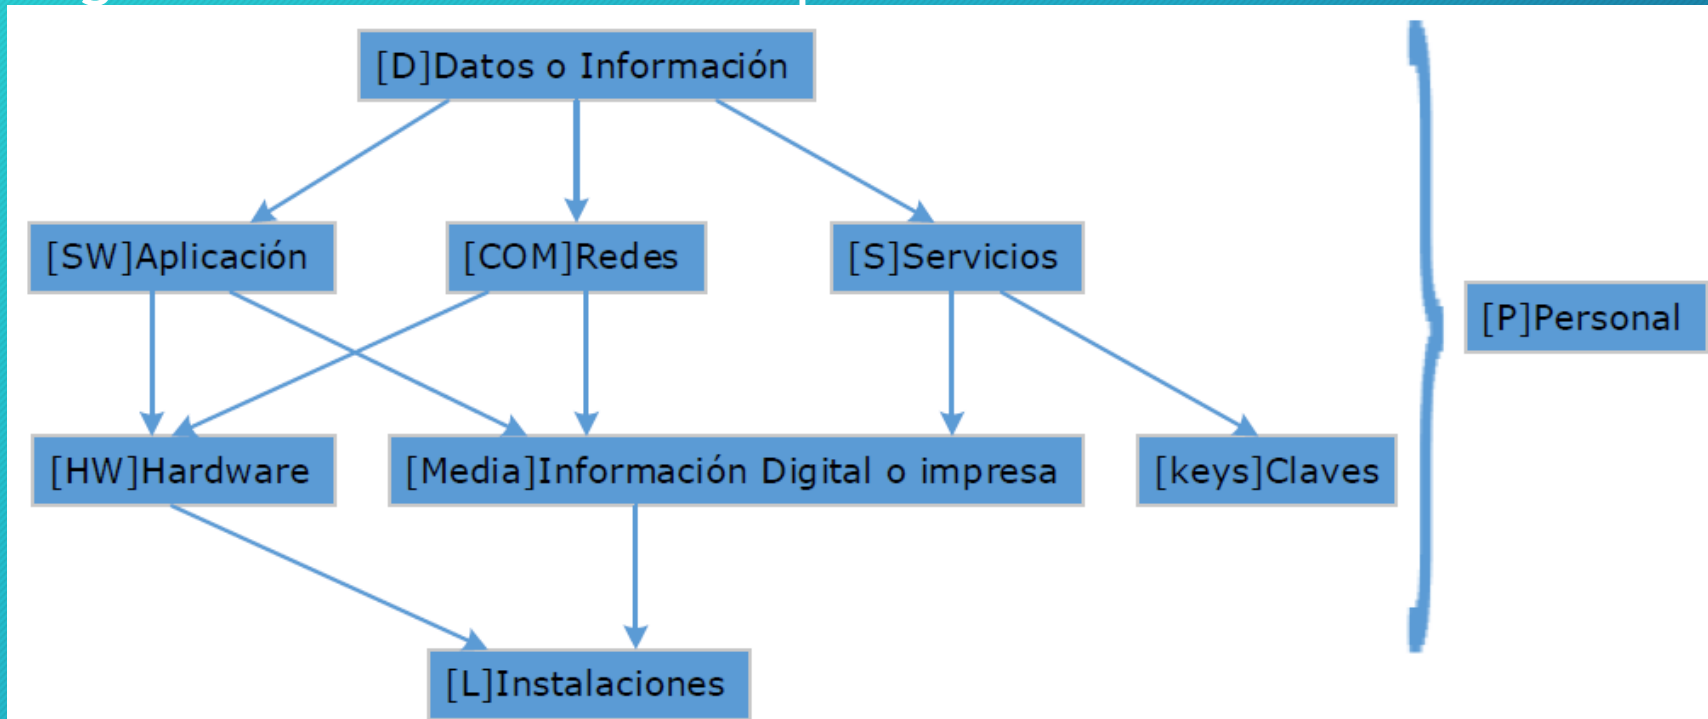 [D]Datos o Información
[SW]Aplicación
[COM]Redes
[S]Servicios
[P]Personal
[HW]Hardware
[Media]Información Digital o impresa
[keys]Claves
[L]Instalaciones